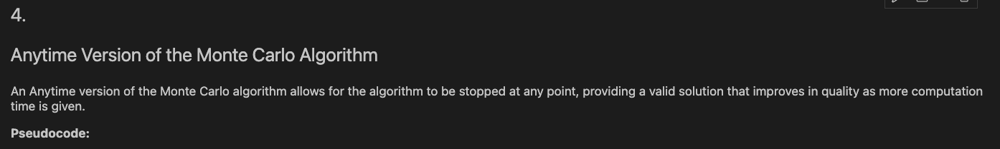 4.
Anytime Version of the Monte Carlo Algorithm
An Anytime version of the Monte Carlo algorithm allows for the algorithm to be stopped at any point, providing a valid solution that improves in quality as more computation
time is given.
Pseudocode: